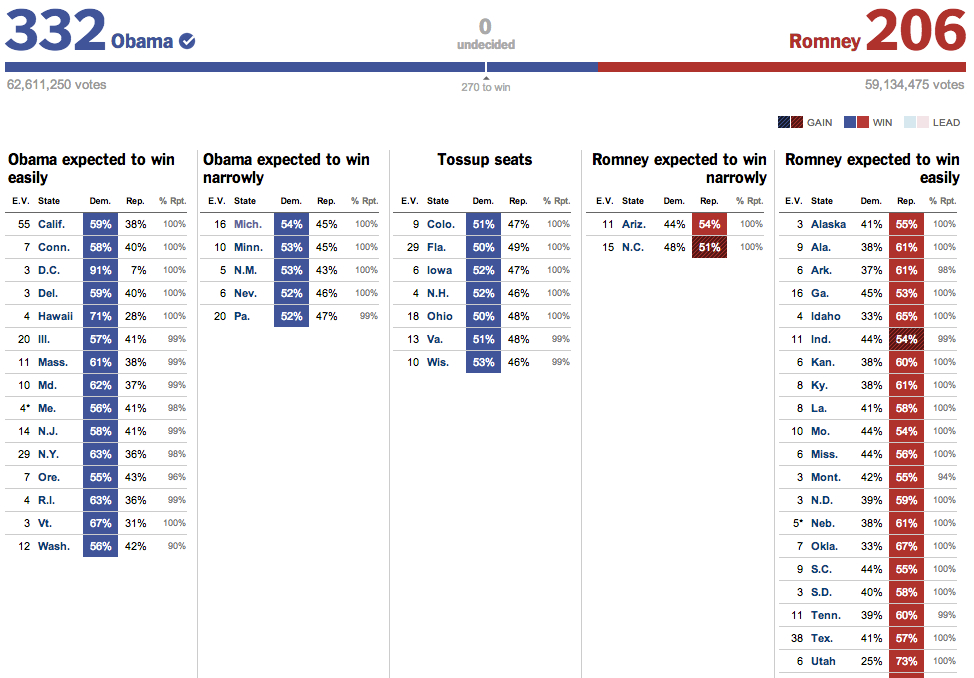 332 Obama
0
undecided
Romney 206
62,611,250 votes
270 to win
59,134,475 votes
GAIN WIN LEAD
Obama expected to win
easily
E.V. State Dem. Rep. % Rpt.
55 Calif. 59% 38% 100%
7 Conn. 58% 40% 100%
3 D.C. 91% 7% 100%
3 Del. 59% 40% 100%
4 Hawaii 71% 28% 100%
20 Ill. 57% 41% 99%
11 Mass. 61% 38% 99%
10 Md. 62% 37% 99%
4* Me. 56% 41% 98%
14 N.J. 58% 41% 99%
29 N.Y. 63% 36% 98%
7 Ore. 55% 43% 96%
4 R.I. 63% 36% 99%
3 Vt. 67% 31% 100%
12 Wash. 56% 42% 90%
Obama expected to win
narrowly
E.V. State Dem. Rep. % Rpt.
16 Mich. 54% 45% 100%
10 Minn. 53% 45% 100%
5 N.M. 53% 43% 100%
6 Nev. 52% 46% 100%
20 Pa. 52% 47% 99%
Tossup seats
E.V. State Dem. Rep. % Rpt.
9 Colo. 51% 47% 100%
29 Fla. 50% 49% 100%
6 Iowa 52% 47% 100%
4 N.H. 52% 46% 100%
18 Ohio 50% 48% 100%
13 Va. 51% 48% 99%
10 Wis. 53% 46% 99%
Romney expected to win
narrowly
E.V. State Dem. Rep. % Rpt.
11 Ariz. 44% 54% 100%
15 N.C. 48% 51% 100%
Romney expected to win
easily
E.V. State Dem. Rep. % Rpt.
3 Alaska 41% 55% 100%
9 Ala. 38% 61% 100%
6 Ark. 37% 61% 98%
16 Ga. 45% 53% 100%
4 Idaho 33% 65% 100%
11 Ind. 44% 54% 99%
6 Kan. 38% 60% 100%
8 Ky. 38% 61% 100%
8 La. 41% 58% 100%
10 Mo. 44% 54% 100%
6 Miss. 44% 56% 100%
3 Mont. 42% 55% 94%
3 N.D. 39% 59% 100%
5* Neb. 38% 61% 100%
7 Okla. 33% 67% 100%
9 S.C. 44% 55% 100%
3 S.D. 40% 58% 100%
11 Tenn. 39% 60% 99%
38 Tex. 41% 57% 100%
6 Utah 25% 73% 100%